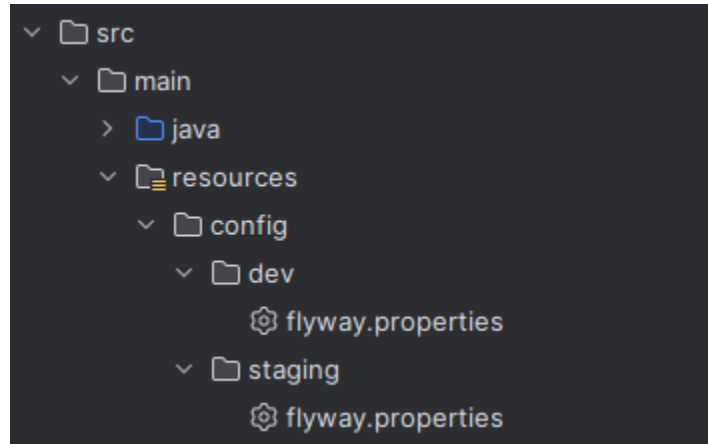 src
main
java
resources
config
dev
flyway.properties
staging
flyway.properties